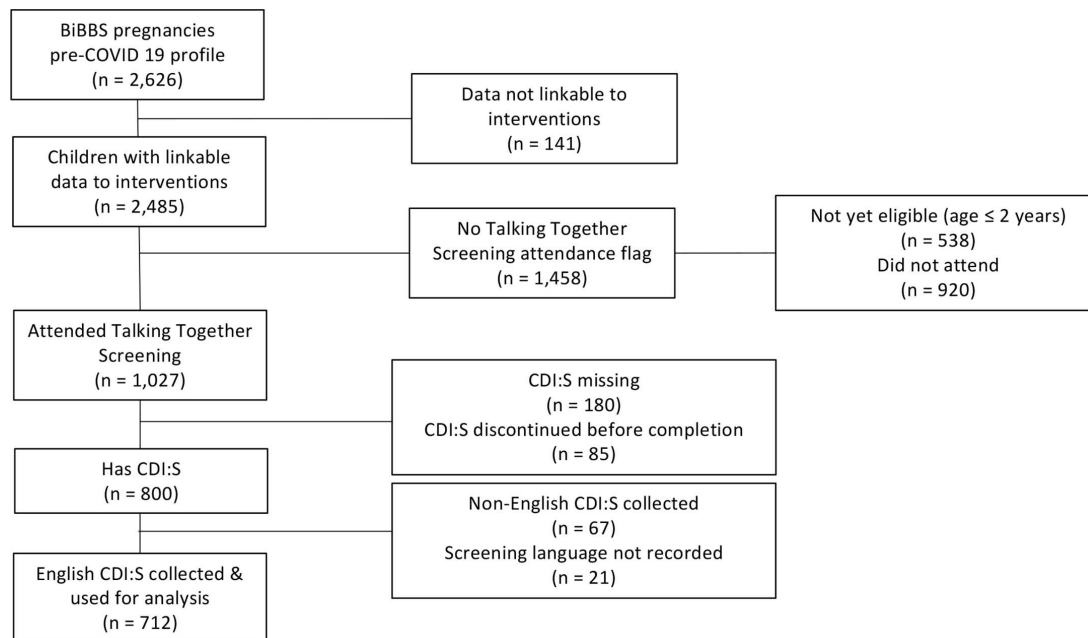 BiBBS pregnancies
pre-COVID 19 profile
(n = 2,626)
Data not linkable to
interventions
(n = 141)
Children with linkable
data to interventions
(n = 2,485)
No Talking Together
Screening attendance flag
(n = 1,458)
Not yet eligible (age ≤ 2 years)
(n = 538)
Did not attend
(n = 920)
Attended Talking Together
Screening
(n = 1,027)
CDI:S missing
(n = 180)
CDI:S discontinued before completion
(n = 85)
Has CDI:S
(n = 800)
Non-English CDI:S collected
(n = 67)
Screening language not recorded
(n = 21)
English CDI:S collected &
used for analysis
(n = 712)